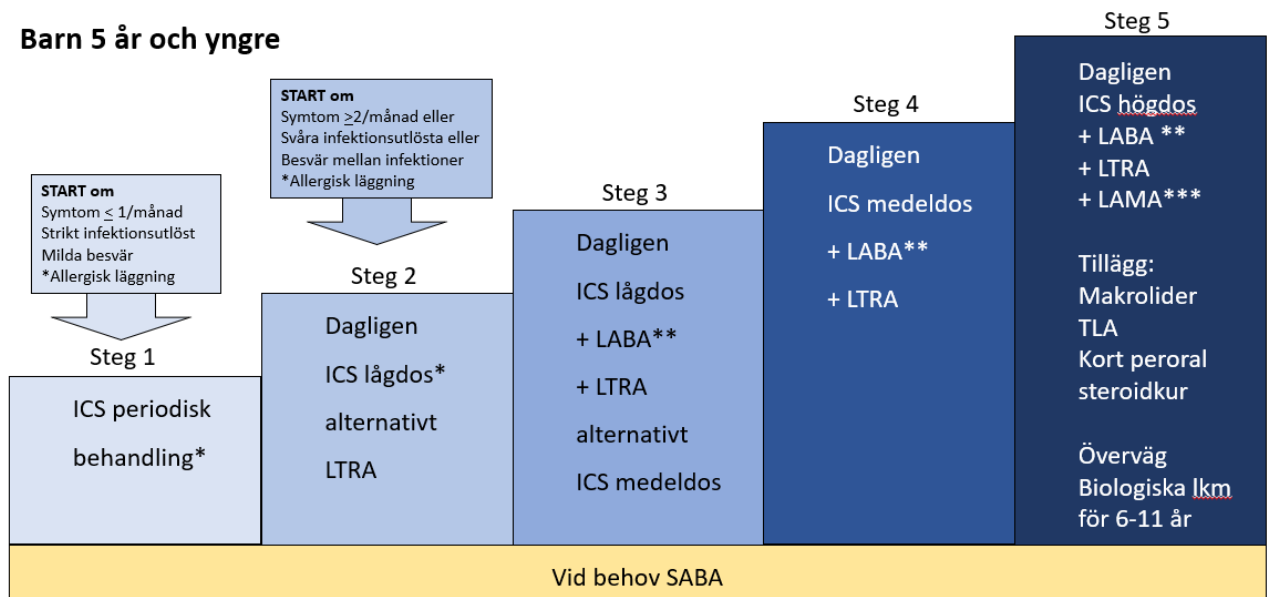 Barn 5 år och yngre
START om
Symtom < 1/månad
Strikt infektionsutlöst
Milda besvär
*Allergisk läggning
Steg 1
ICS periodisk
behandling*
START om
Symtom >2/månad eller
Svåra infektionsutlösta eller
Besvär mellan infektioner
*Allergisk läggning
Steg 2
Dagligen
ICS lågdos*
alternativt
LTRA
Steg 3
Dagligen
ICS lågdos
+ LABA**
+ LTRA
alternativt
ICS medeldos
Steg 4
Dagligen
ICS medeldos
+ LABA**
+ LTRA
Steg 5
Dagligen
ICS högdos
+ LABA **
+ LTRA
+ LAMA***
Tillägg:
Makrolider
TLA
Kort peroral
steroidkur
Överväg
Biologiska lkm
för 6-11 år
Vid behov SABA